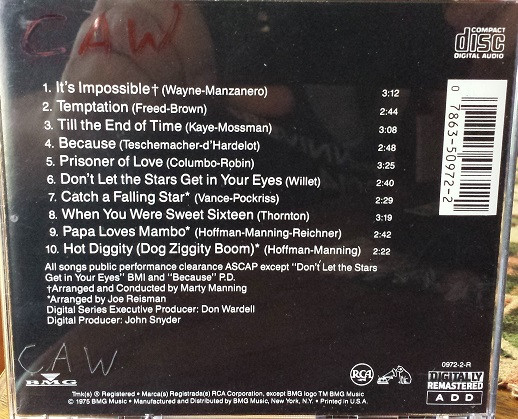 CAW
COMPACT
disc
DIGITAL AUDIO
1. It's Impossible† (Wayne-Manzanero) 3:12
2. Temptation (Freed-Brown) 2:44
3. Till the End of Time (Kaye-Mossman) 3:08
4. Because (Teschemacher-d'Hardelot) 2:48
5. Prisoner of Love (Columbo-Robin) 3:25
6. Don't Let the Stars Get in Your Eyes (Willet) 2:40
7. Catch a Falling Star* (Vance-Pockriss) 2:29
8. When You Were Sweet Sixteen (Thornton) 3:19
9. Papa Loves Mambo* (Hoffman-Manning-Reichner) 2:42
10. Hot Diggity (Dog Ziggity Boom)* (Hoffman-Manning) 2:22
0 7863-50972-2
All songs public performance clearance ASCAP except "Don't Let the Stars
Get in Your Eyes" BMI and "Because" P.D.
†Arranged and Conducted by Marty Manning
*Arranged by Joe Reisman
Digital Series Executive Producer: Don Wardell
Digital Producer: John Snyder
CAW
BMG
RCA
0972-2-R
DIGITALLY
REMASTERED
ADD
Tmk(s) ® Registered • Marca(s) Registrada(s) RCA Corporation, except BMG logo TM BMG Music
© 1975 BMG Music • Manufactured and Distributed by BMG Music, New York, N.Y. • Printed in U.S.A.